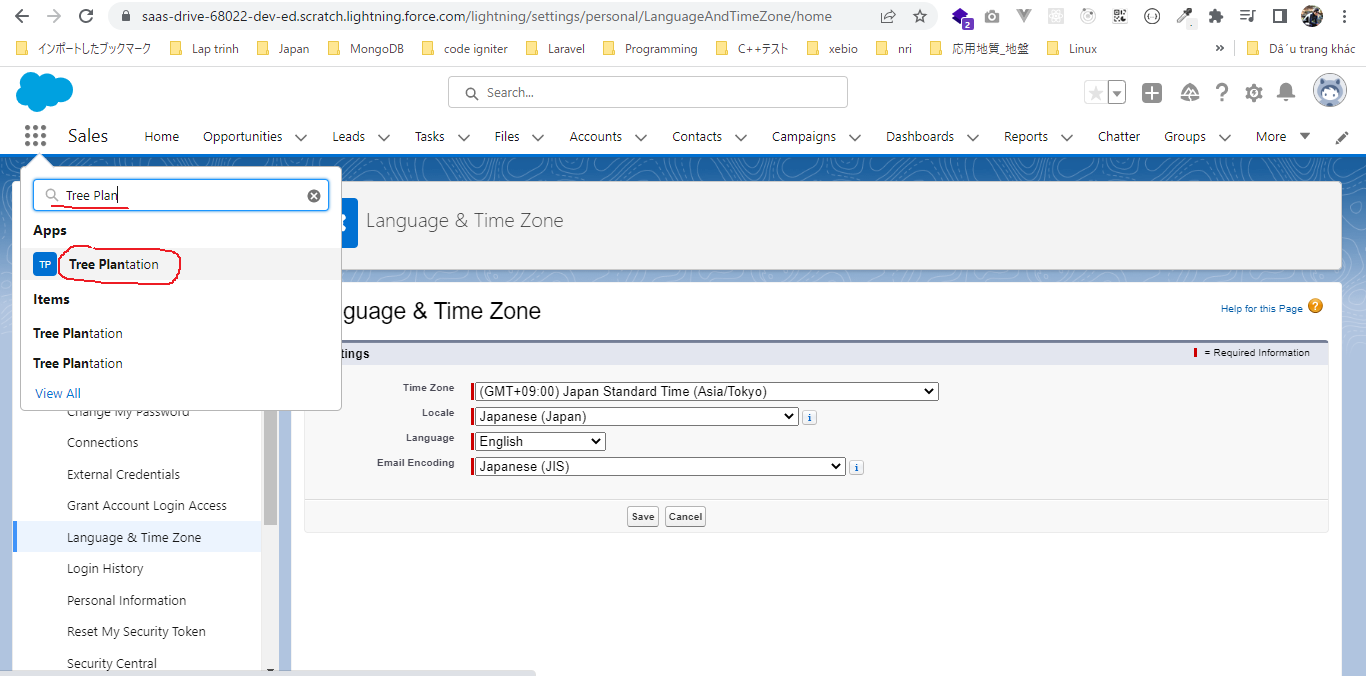 saas-drive-68022-dev-ed.scratch.lightning.force.com/lightning/settings/personal/LanguageAndTimeZone/home
2
インポートしたブックマーク Lap trinh Japan MongoDB code igniter Laravel Programming C++テスト xebio nri 応用地質_地盤 Linux » Dấu trang khác
Search...
Sales Home Opportunities Leads Tasks Files Accounts Contacts Campaigns Dashboards Reports Chatter Groups More
Tree Plan
Apps
TP Tree Plantation
Items
Tree Plantation
Tree Plantation
View All
Change My Password
Connections
External Credentials
Grant Account Login Access
Language & Time Zone
Login History
Personal Information
Reset My Security Token
Security Central
Language & Time Zone
guage & Time Zone
Help for this Page ?
tings
= Required Information
Time Zone (GMT+09:00) Japan Standard Time (Asia/Tokyo)
Locale Japanese (Japan) i
Language English
Email Encoding Japanese (JIS) i
Save Cancel